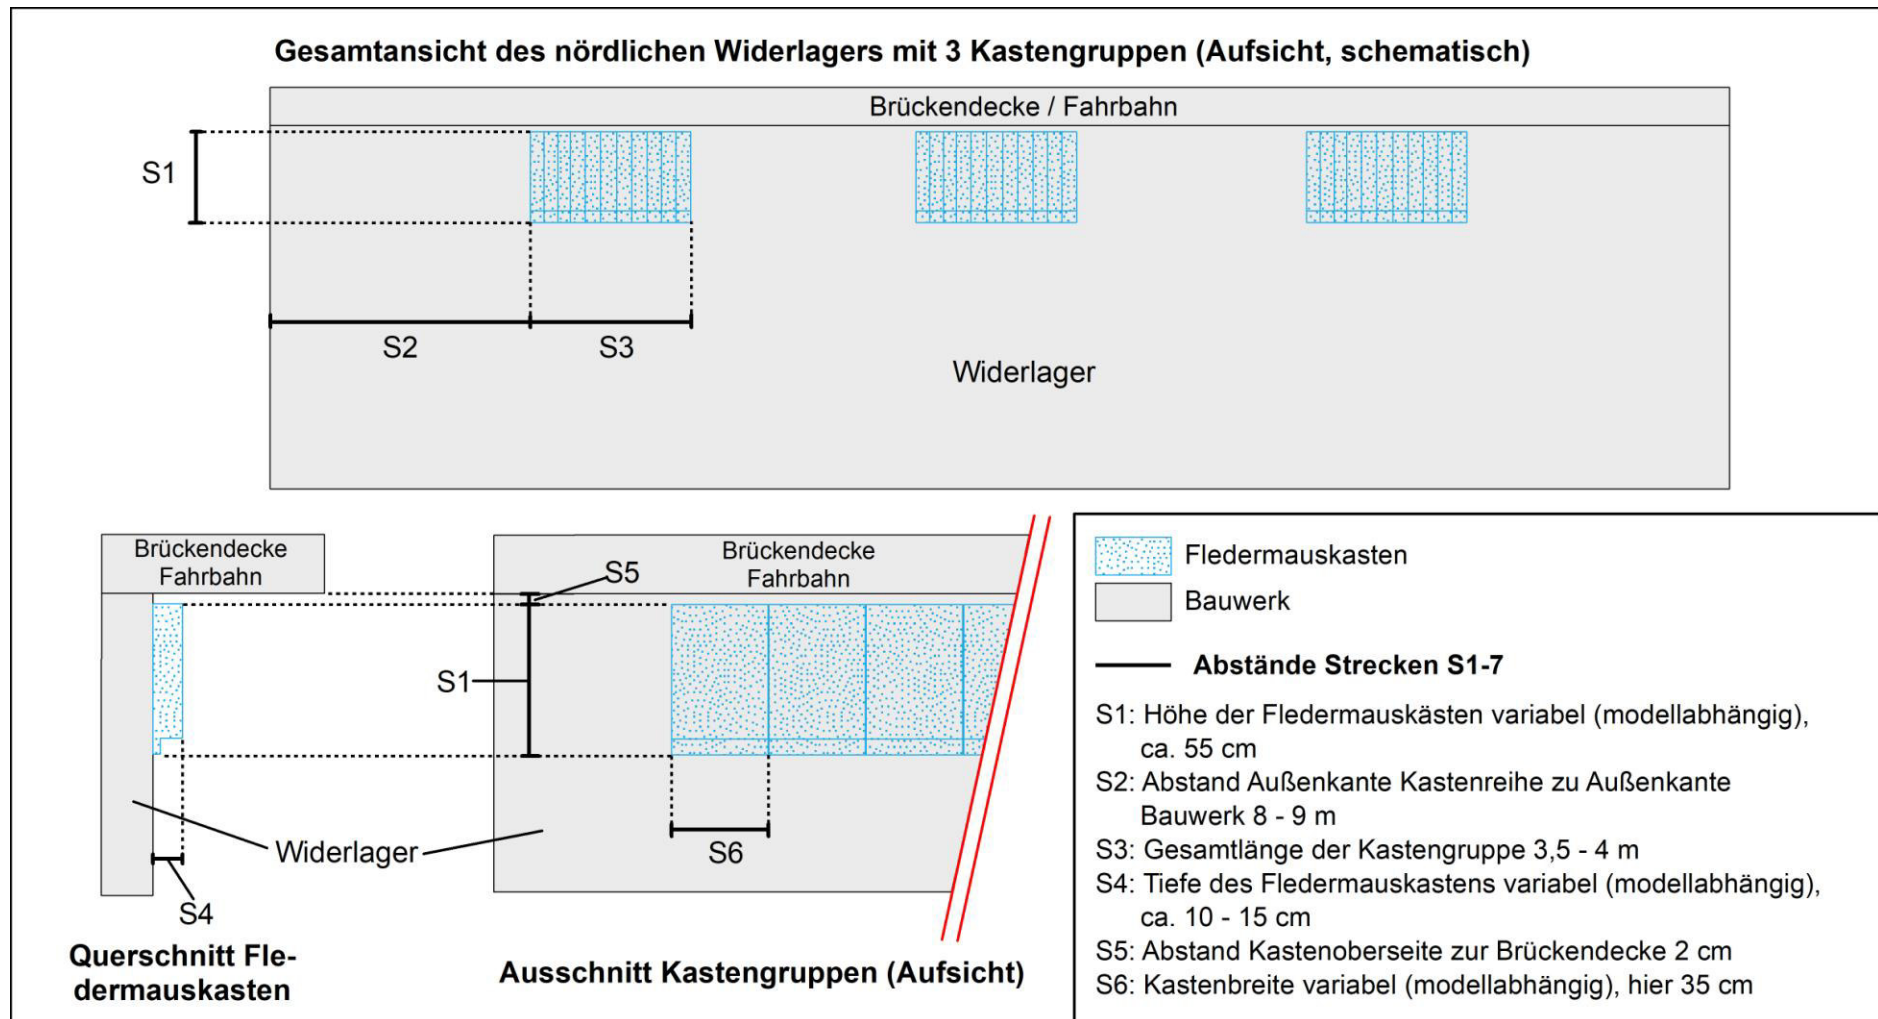 Gesamtansicht des nördlichen Widerlagers mit 3 Kastengruppen (Aufsicht, schematisch)
Brückendecke / Fahrbahn
S1
S2
S3
Widerlager
Brückendecke
Fahrbahn
S4
Querschnitt Fle-
dermauskasten
Brückendecke
Fahrbahn
S5
S1
S6
Widerlager
Ausschnitt Kastengruppen (Aufsicht)
Fledermauskasten
Bauwerk
Abstände Strecken S1-7
S1: Höhe der Fledermauskästen variabel (modellabhängig),
ca. 55 cm
S2: Abstand Außenkante Kastenreihe zu Außenkante
Bauwerk 8 - 9 m
S3: Gesamtlänge der Kastengruppe 3,5 - 4 m
S4: Tiefe des Fledermauskastens variabel (modellabhängig),
ca. 10 - 15 cm
S5: Abstand Kastenoberseite zur Brückendecke 2 cm
S6: Kastenbreite variabel (modellabhängig), hier 35 cm